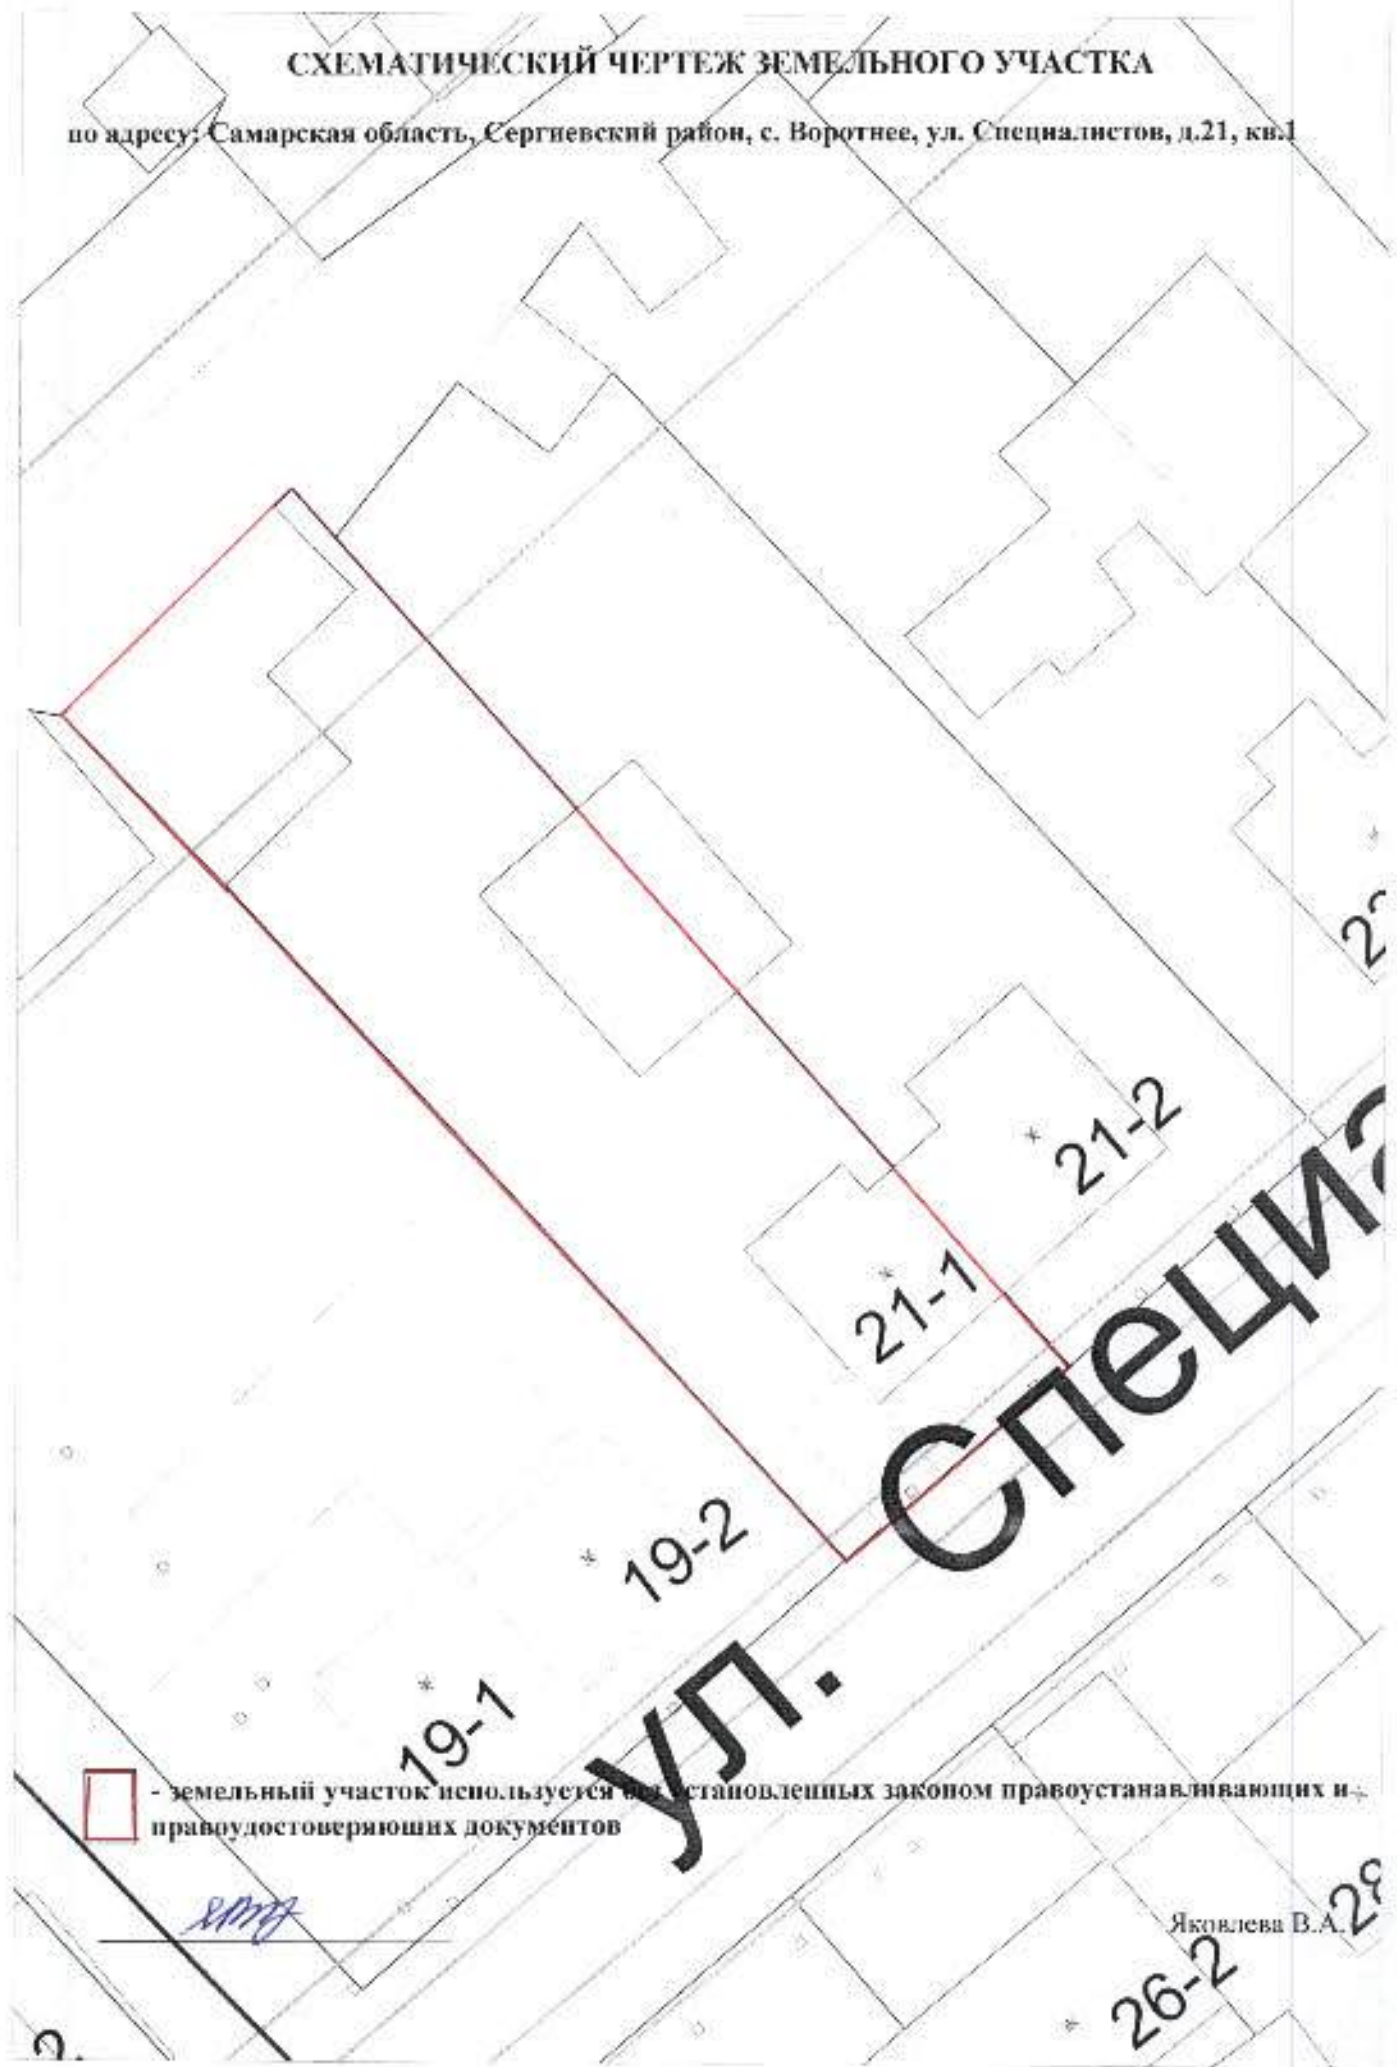 СХЕМАТИЧЕСКИЙ ЧЕРТЕЖ ЗЕМЕЛЬНОГО УЧАСТКА
по адресу: Самарская область, Сергиевский район, с. Воротнее, ул. Специалистов, д.21, кв.1
21-2
21-1
19-2
19-1
ул. Специа
- земельный участок используется без установленных законом правоустанавливающих и
правоудостоверяющих документов
Яковлева В.А.
26-2